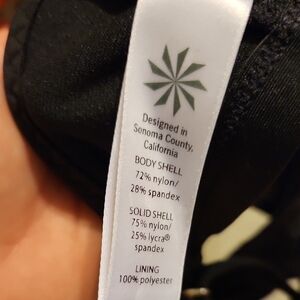 Designed in
Sonoma County,
California
BODY SHELL
72% nylon/
28% spandex
SOLID SHELL
75% nylon/
25% lycra®
spandex
LINING
100% polyester